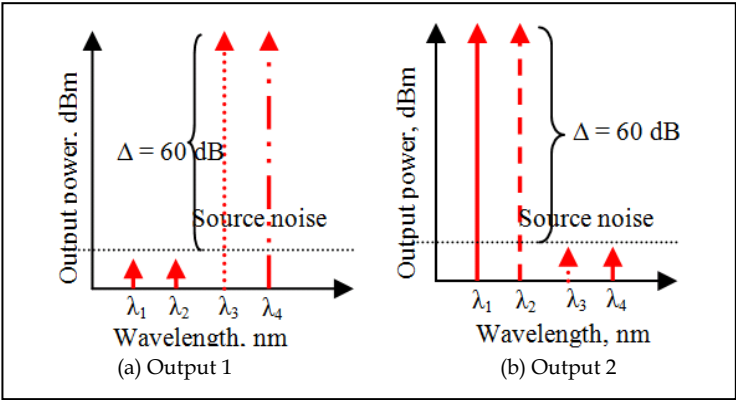 Output power, dBm
Δ = 60 dB
Source noise
λ1 λ2 λ3 λ4
Wavelength, nm
(a) Output 1
Output power, dBm
Δ = 60 dB
Source noise
λ1 λ2 λ3 λ4
Wavelength, nm
(b) Output 2